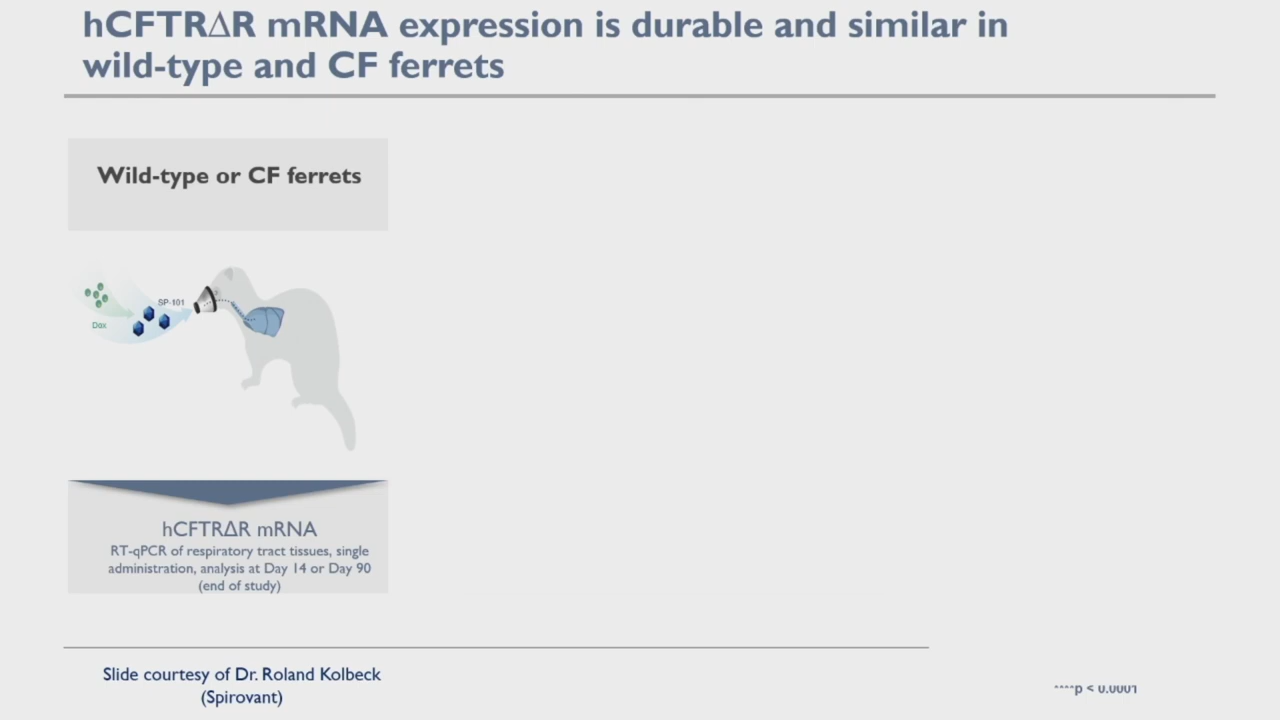 hCFTRΔR mRNA expression is durable and similar in
wild-type and CF ferrets
Wild-type or CF ferrets
SP-101
Dox
hCFTRΔR mRNA
RT-qPCR of respiratory tract tissues, single
administration, analysis at Day 14 or Day 90
(end of study)
Slide courtesy of Dr. Roland Kolbeck
(Spirovant)
****p < 0.0001